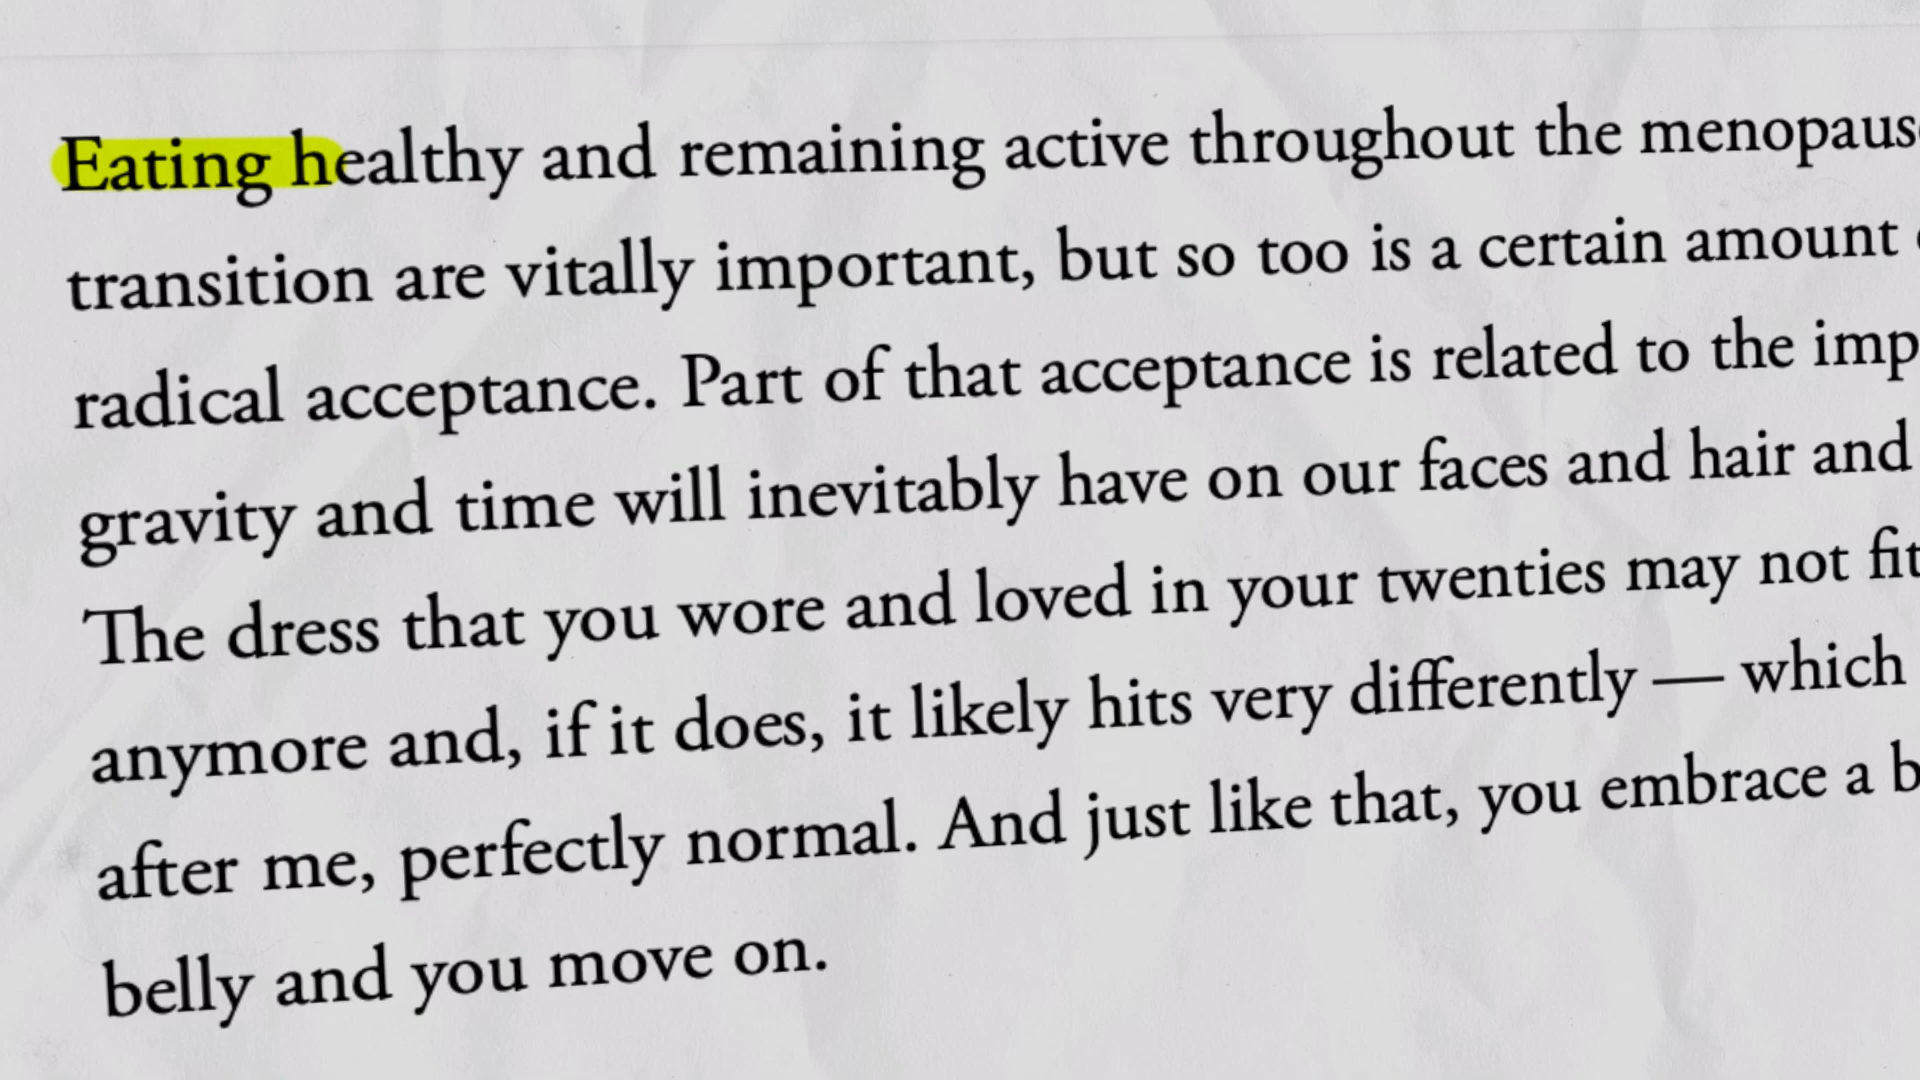 Eating healthy and remaining active throughout the
transition are vitally important, but so too is a certain amount
radical acceptance. Part of that acceptance is related to the
gravity and time will inevitably have on our faces and hair and
The dress that you wore and loved in your twenties may not fit
anymore and, if it does, it likely hits very differently — which
after me, perfectly normal. And just like that, you embrace a
belly and you move on.